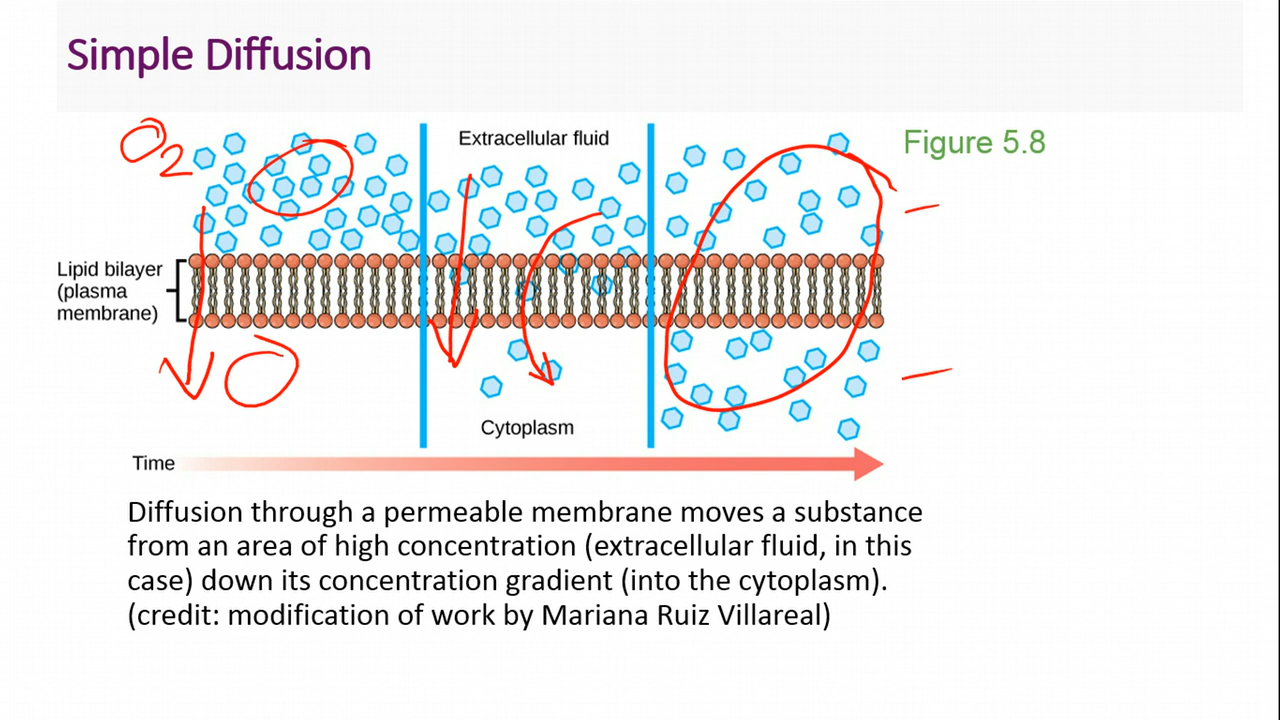 Simple Diffusion
O2
Extracellular fluid
Figure 5.8
Lipid bilayer
(plasma
membrane)
Cytoplasm
Time
Diffusion through a permeable membrane moves a substance
from an area of high concentration (extracellular fluid, in this
case) down its concentration gradient (into the cytoplasm).
(credit: modification of work by Mariana Ruiz Villareal)